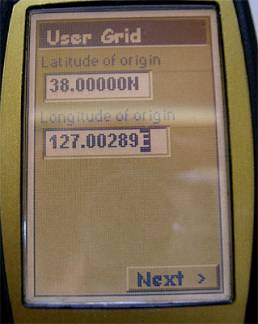 User Grid
Latitude of origin
38.00000N
Longitude of origin
127.00289E
Next >